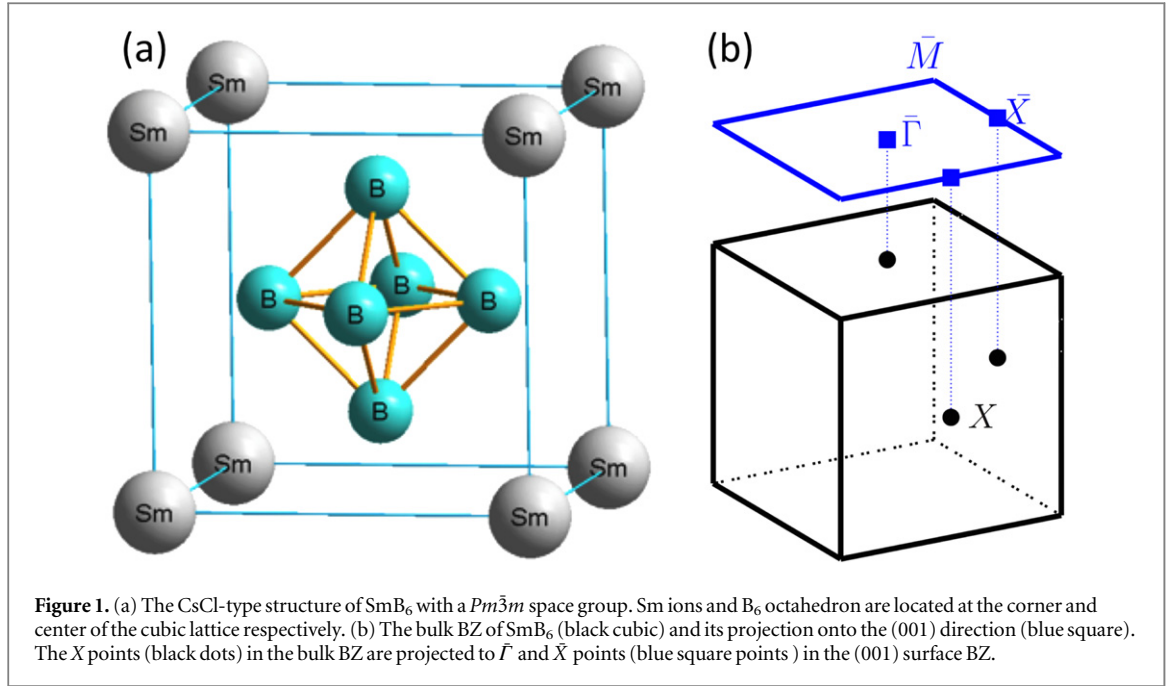 (a)
(b)
Sm
Sm
Sm
Sm
B
B
B
B
B
B
Sm
Sm
Sm
Sm
M̄
X̄
Γ̄
X
Figure 1. (a) The CsCl-type structure of SmB₆ with a Pm3̄m space group. Sm ions and B₆ octahedron are located at the corner and
center of the cubic lattice respectively. (b) The bulk BZ of SmB₆ (black cubic) and its projection onto the (001) direction (blue square).
The X points (black dots) in the bulk BZ are projected to Γ̄ and X̄ points (blue square points ) in the (001) surface BZ.